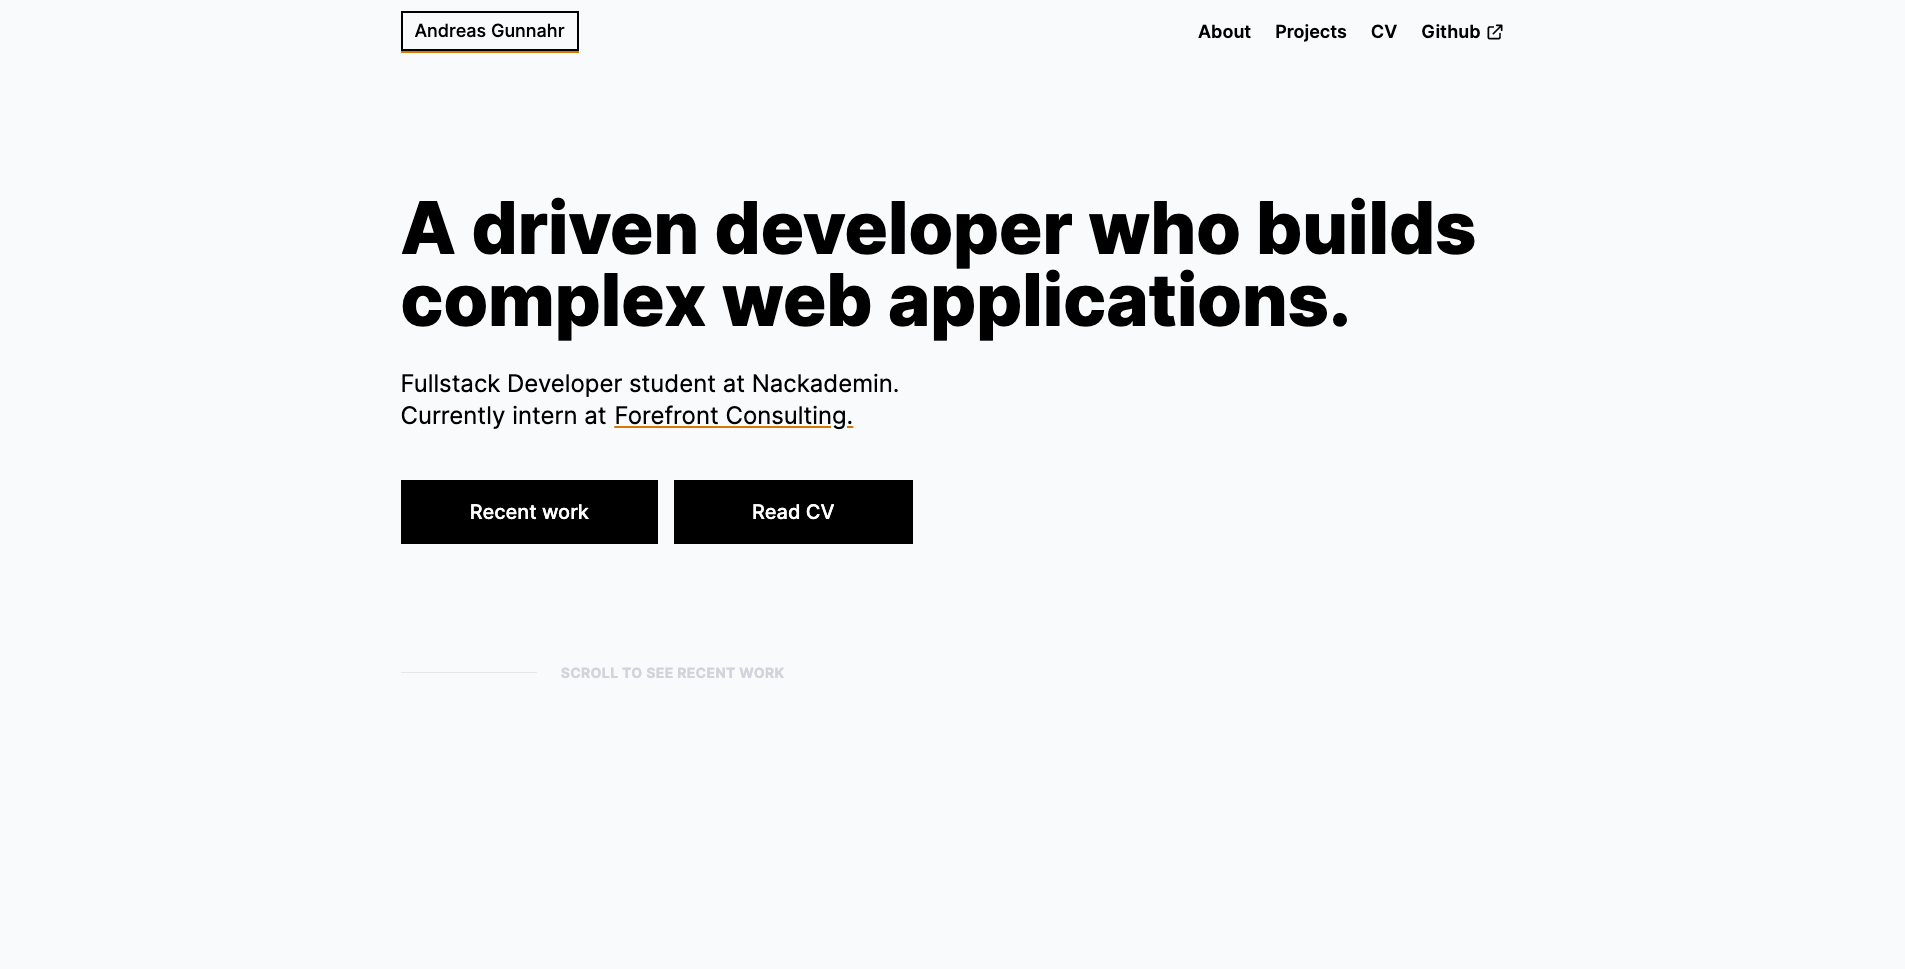 Andreas Gunnahr
About
Projects
CV
Github
A driven developer who builds
complex web applications.
Fullstack Developer student at Nackademin.
Currently intern at Forefront Consulting.
Recent work
Read CV
SCROLL TO SEE RECENT WORK